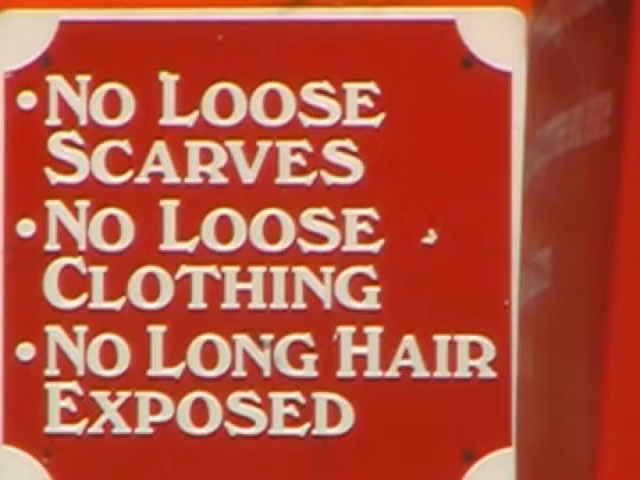 •No Loose
Scarves
•No Loose
Clothing
•No Long Hair
Exposed